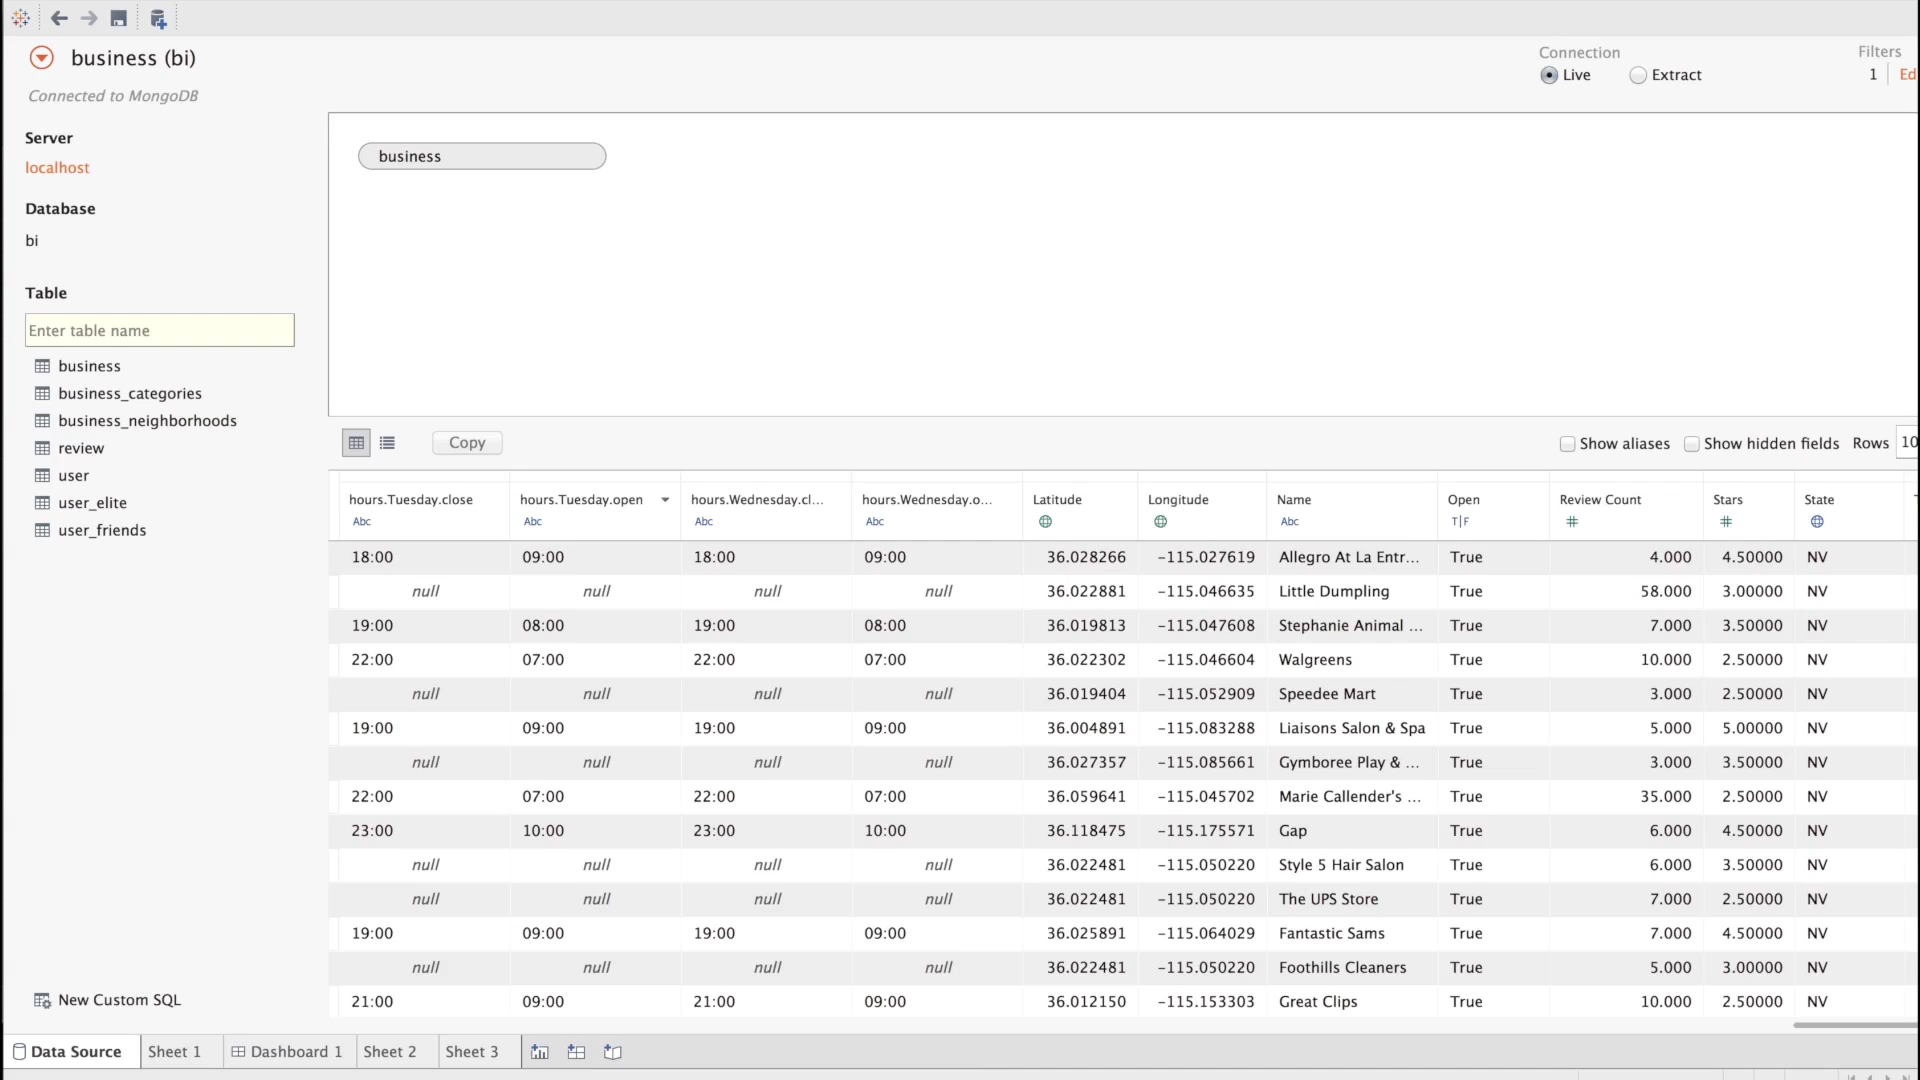 business (bi)
Connection
Filters
Live
Extract
1
Connected to MongoDB
Server
localhost
business
Database
bi
Table
Enter table name
business
business_categories
business_neighborhoods
review
user
user_elite
user_friends
Copy
Show aliases
Show hidden fields
Rows
hours.Tuesday.close hours.Tuesday.open hours.Wednesday.cl... hours.Wednesday.o... Latitude Longitude Name Open Review Count Stars State
Abc Abc Abc Abc Abc T|F # #
18:00 09:00 18:00 09:00 36.028266 -115.027619 Allegro At La Entr... True 4.000 4.50000 NV
null null null null 36.022881 -115.046635 Little Dumpling True 58.000 3.00000 NV
19:00 08:00 19:00 08:00 36.019813 -115.047608 Stephanie Animal ... True 7.000 3.50000 NV
22:00 07:00 22:00 07:00 36.022302 -115.046604 Walgreens True 10.000 2.50000 NV
null null null null 36.019404 -115.052909 Speedee Mart True 3.000 2.50000 NV
19:00 09:00 19:00 09:00 36.004891 -115.083288 Liaisons Salon & Spa True 5.000 5.00000 NV
null null null null 36.027357 -115.085661 Gymboree Play & ... True 3.000 3.50000 NV
22:00 07:00 22:00 07:00 36.059641 -115.045702 Marie Callender's ... True 35.000 2.50000 NV
23:00 10:00 23:00 10:00 36.118475 -115.175571 Gap True 6.000 4.50000 NV
null null null null 36.022481 -115.050220 Style 5 Hair Salon True 6.000 3.50000 NV
null null null null 36.022481 -115.050220 The UPS Store True 7.000 2.50000 NV
19:00 09:00 19:00 09:00 36.025891 -115.064029 Fantastic Sams True 7.000 4.50000 NV
null null null null 36.022481 -115.050220 Foothills Cleaners True 5.000 3.00000 NV
21:00 09:00 21:00 09:00 36.012150 -115.153303 Great Clips True 10.000 2.50000 NV
New Custom SQL
Data Source Sheet 1 Dashboard 1 Sheet 2 Sheet 3